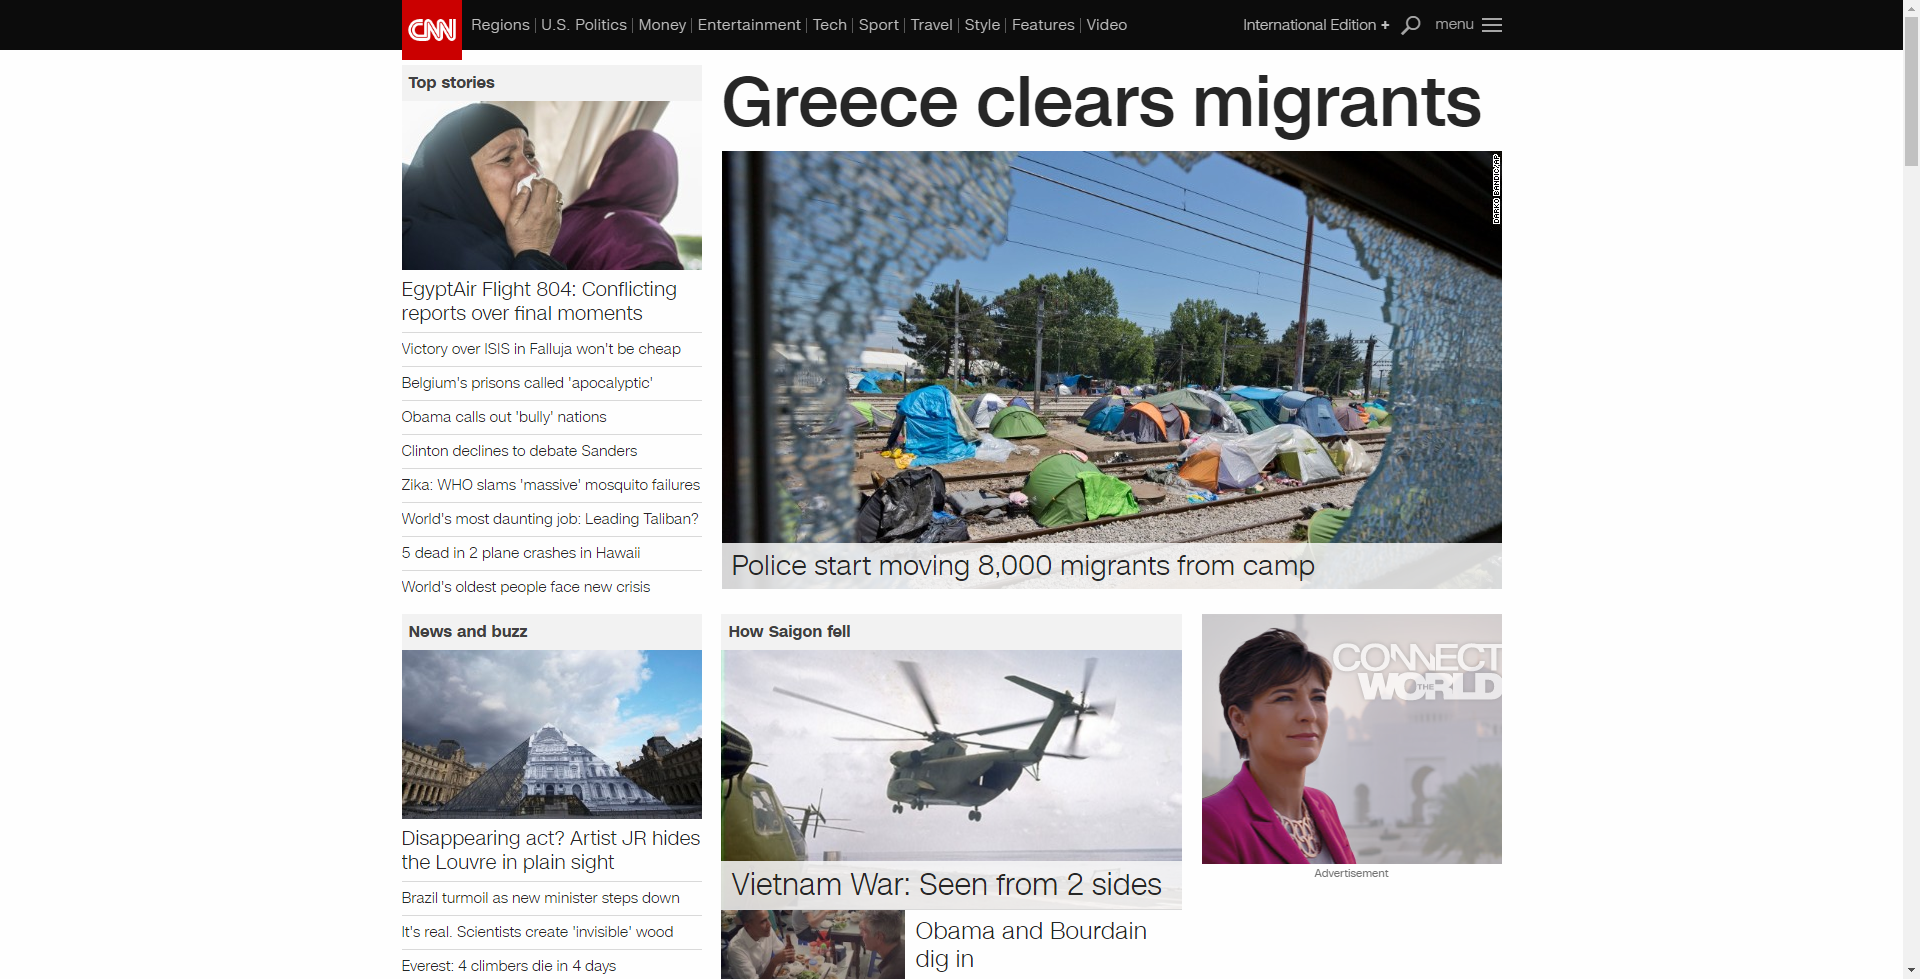 CNN
Regions
U.S. Politics
Money
Entertainment
Tech
Sport
Travel
Style
Features
Video
International Edition +
menu
Top stories
EgyptAir Flight 804: Conflicting
reports over final moments
Victory over ISIS in Falluja won't be cheap
Belgium's prisons called 'apocalyptic'
Obama calls out 'bully' nations
Clinton declines to debate Sanders
Zika: WHO slams 'massive' mosquito failures
World's most daunting job: Leading Taliban?
5 dead in 2 plane crashes in Hawaii
World's oldest people face new crisis
Greece clears migrants
DARKO BANDIC/AP
Police start moving 8,000 migrants from camp
News and buzz
Disappearing act? Artist JR hides
the Louvre in plain sight
Brazil turmoil as new minister steps down
It's real. Scientists create 'invisible' wood
Everest: 4 climbers die in 4 days
How Saigon fell
Vietnam War: Seen from 2 sides
Obama and Bourdain
dig in
CONNECT
THE WORLD
Advertisement